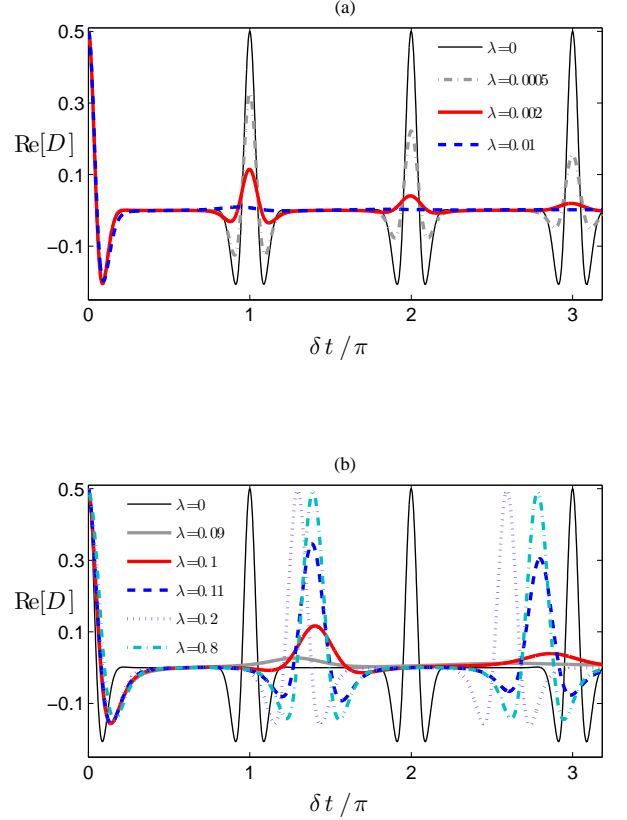 (a)
0.5
0.3
0.1
−0.1
Re[D]
λ=0
λ=0.0005
λ=0.002
λ=0.01
0 1 2 3
δ t / π
(b)
0.5
0.3
0.1
−0.1
Re[D]
λ=0
λ=0.09
λ=0.1
λ=0.11
λ=0.2
λ=0.8
0 1 2 3
δ t / π